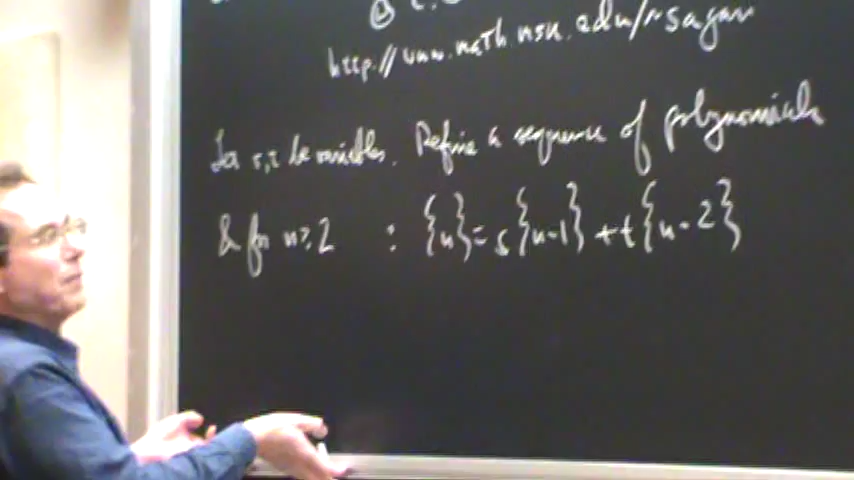 http://www.math.msu.edu/~sagan
Let s,t be variables. Define a sequence of polynomials
& for n≥2 : {n} = s{n-1} + t{n-2}